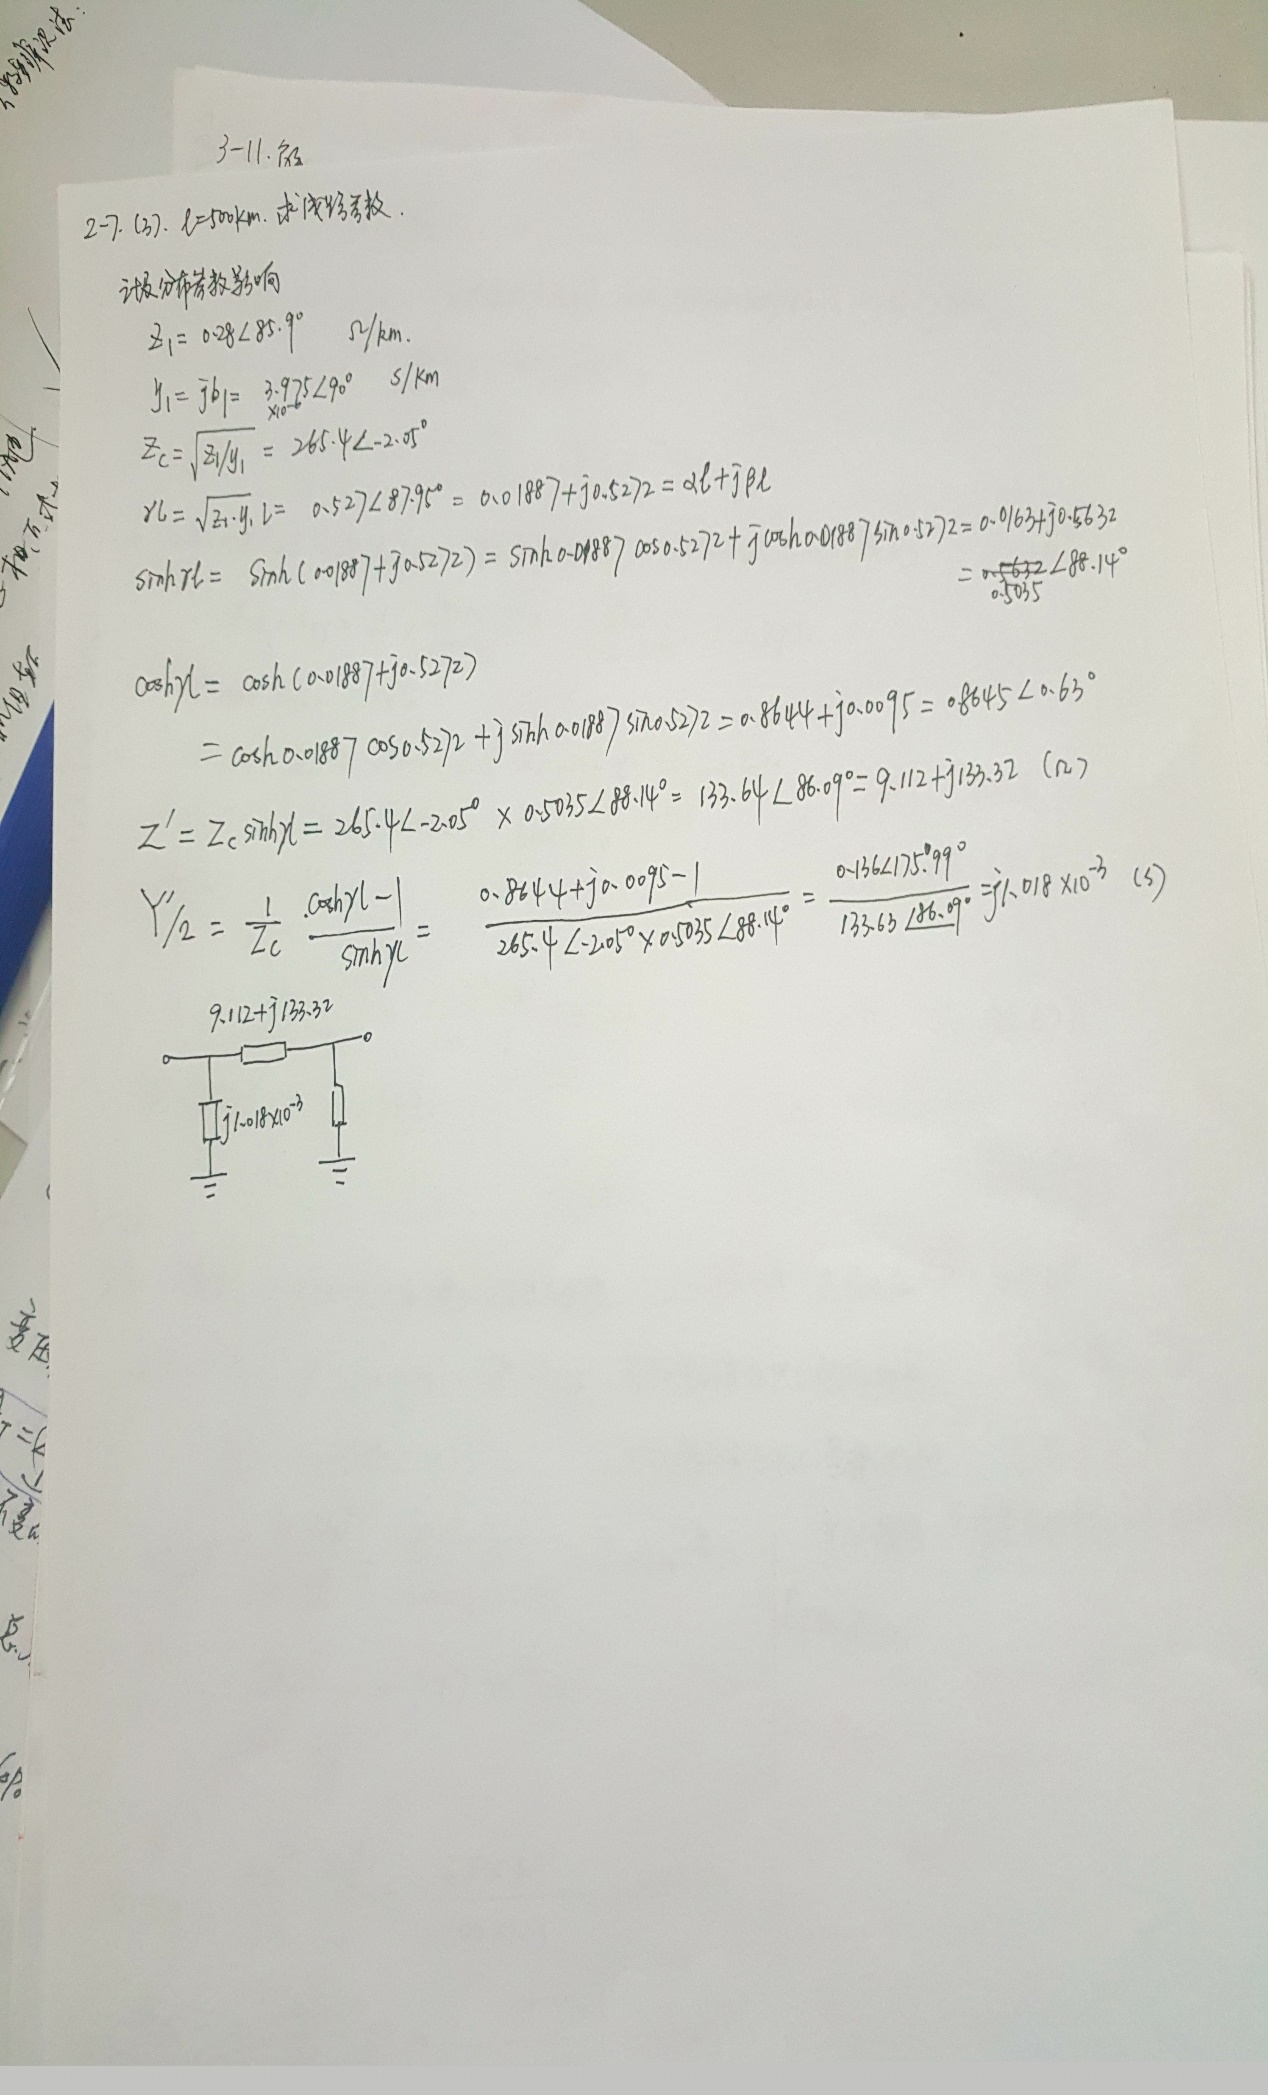 3-11. 解
2-7. (3). l=500km. 求线路参数.
计及分布参数影响
Z₁= 0.28∠85.9° Ω/km.
y₁= jb₁= 3.975∠90° S/km
×10⁻⁶
Zc=√Z₁/y₁ = 265.4∠-2.05°
γl= √Z₁·y₁ l= 0.527∠87.95° = 0.01887+j0.5272 = αl+jβl
sinhγl = sinh(0.01887+j0.5272) = sinh0.01887 cos0.5272+jcosh0.01887sin0.5272=0.0163+j0.5632
= 0.5632∠88.14°
0.5035
coshγl = cosh(0.01887+j0.5272)
= cosh0.01887 cos0.5272+j sinh0.01887 sin0.5272=0.8644+j0.0095=0.8645∠0.63°
Z′=Zc sinhγl=265.4∠-2.05° × 0.5035∠88.14°= 133.64∠86.09°=9.112+j133.32 (Ω)
Y′/2 = 1/Zc coshγl-1/sinhγl = 0.8644+j0.0095-1/265.4∠-2.05°×0.5035∠88.14° = 0.136∠175.99°/133.63∠86.09° =j1.018×10⁻³ (S)
9.112+j133.32
j1.018×10⁻³